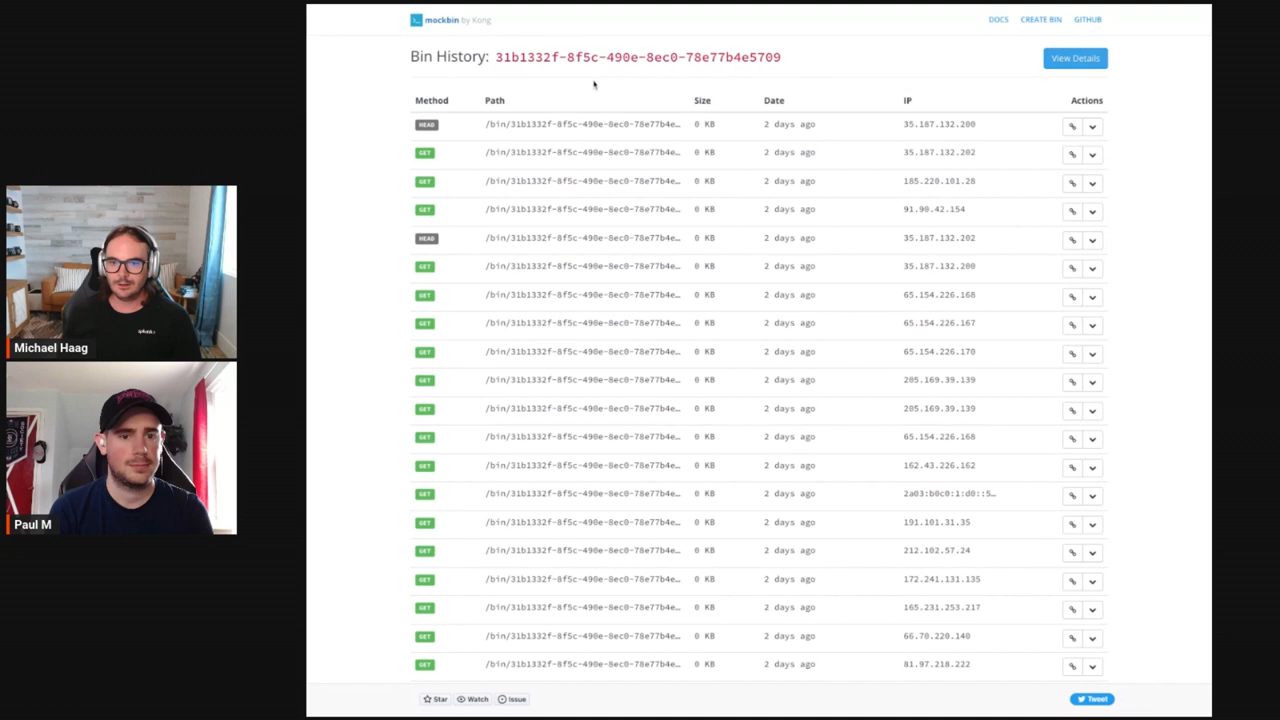 mockbin by Kong DOCS CREATE BIN GITHUB
Bin History: 31b1332f-8f5c-490e-8ec0-78e77b4e5709 View Details
Method Path Size Date IP Actions
HEAD /bin/31b1332f-8f5c-490e-8ec0-78e77b4e… 0 KB 2 days ago 35.187.132.200
GET /bin/31b1332f-8f5c-490e-8ec0-78e77b4e… 0 KB 2 days ago 35.187.132.202
GET /bin/31b1332f-8f5c-490e-8ec0-78e77b4e… 0 KB 2 days ago 185.220.101.28
GET /bin/31b1332f-8f5c-490e-8ec0-78e77b4e… 0 KB 2 days ago 91.90.42.154
HEAD /bin/31b1332f-8f5c-490e-8ec0-78e77b4e… 0 KB 2 days ago 35.187.132.202
GET /bin/31b1332f-8f5c-490e-8ec0-78e77b4e… 0 KB 2 days ago 35.187.132.200
GET /bin/31b1332f-8f5c-490e-8ec0-78e77b4e… 0 KB 2 days ago 65.154.226.168
GET /bin/31b1332f-8f5c-490e-8ec0-78e77b4e… 0 KB 2 days ago 65.154.226.167
GET /bin/31b1332f-8f5c-490e-8ec0-78e77b4e… 0 KB 2 days ago 65.154.226.170
GET /bin/31b1332f-8f5c-490e-8ec0-78e77b4e… 0 KB 2 days ago 205.169.39.139
GET /bin/31b1332f-8f5c-490e-8ec0-78e77b4e… 0 KB 2 days ago 205.169.39.139
GET /bin/31b1332f-8f5c-490e-8ec0-78e77b4e… 0 KB 2 days ago 65.154.226.168
GET /bin/31b1332f-8f5c-490e-8ec0-78e77b4e… 0 KB 2 days ago 162.43.226.162
GET /bin/31b1332f-8f5c-490e-8ec0-78e77b4e… 0 KB 2 days ago 2a03:b0c0:1:d0::5…
GET /bin/31b1332f-8f5c-490e-8ec0-78e77b4e… 0 KB 2 days ago 191.101.31.35
GET /bin/31b1332f-8f5c-490e-8ec0-78e77b4e… 0 KB 2 days ago 212.102.57.24
GET /bin/31b1332f-8f5c-490e-8ec0-78e77b4e… 0 KB 2 days ago 172.241.131.135
GET /bin/31b1332f-8f5c-490e-8ec0-78e77b4e… 0 KB 2 days ago 165.231.253.217
GET /bin/31b1332f-8f5c-490e-8ec0-78e77b4e… 0 KB 2 days ago 66.70.220.140
GET /bin/31b1332f-8f5c-490e-8ec0-78e77b4e… 0 KB 2 days ago 81.97.218.222
Star Watch Issue Tweet
Michael Haag
Paul M